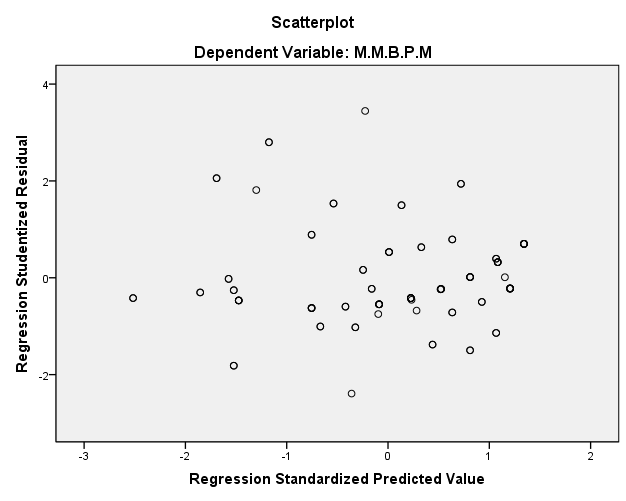 Scatterplot
Dependent Variable: M.M.B.P.M
Regression Studentized Residual
4
2
0
-2
-3
-2
-1
0
1
2
Regression Standardized Predicted Value